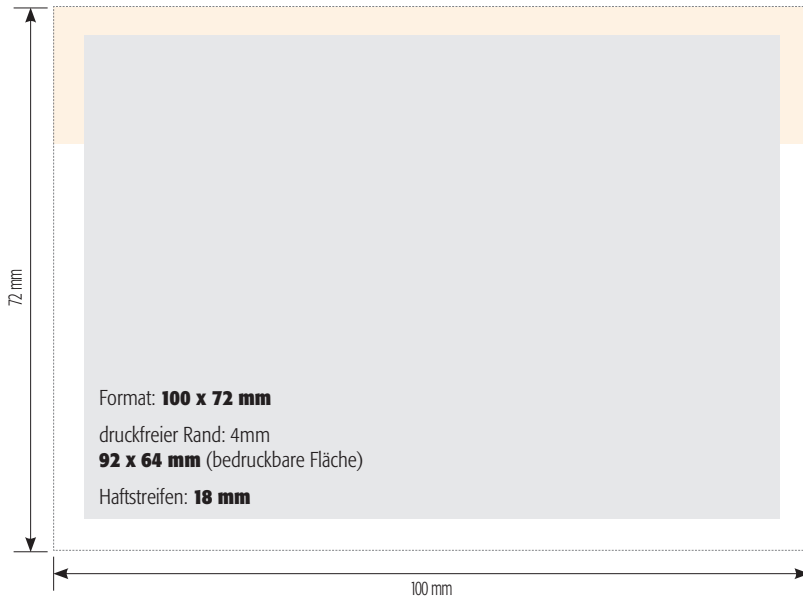 72 mm
Format: 100 x 72 mm
druckfreier Rand: 4mm
92 x 64 mm (bedruckbare Fläche)
Haftstreifen: 18 mm
100 mm